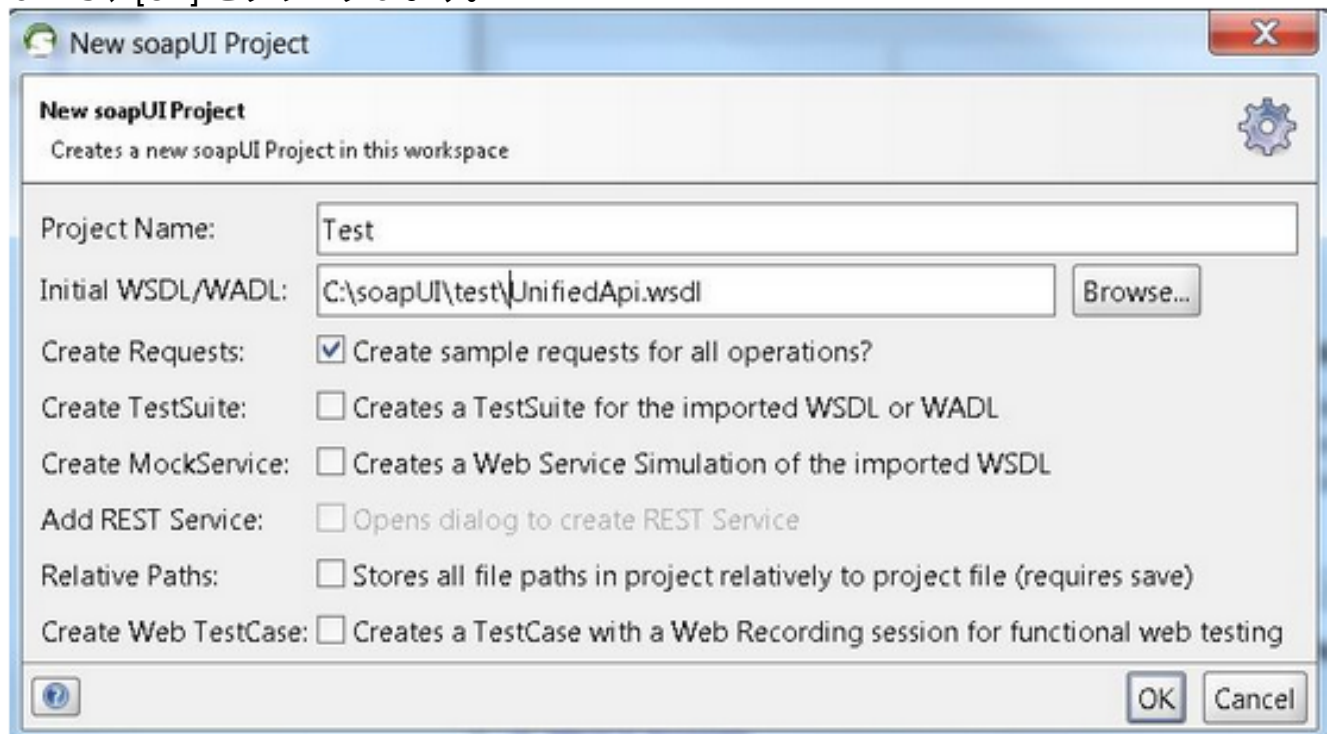 New soapUI Project
New soapUI Project
Creates a new soapUI Project in this workspace
Project Name: Test
Initial WSDL/WADL: C:\soapUI\test\UnifiedApi.wsdl Browse...
Create Requests: Create sample requests for all operations?
Create TestSuite: Creates a TestSuite for the imported WSDL or WADL
Create MockService: Creates a Web Service Simulation of the imported WSDL
Add REST Service: Opens dialog to create REST Service
Relative Paths: Stores all file paths in project relatively to project file (requires save)
Create Web TestCase: Creates a TestCase with a Web Recording session for functional web testing
OK Cancel